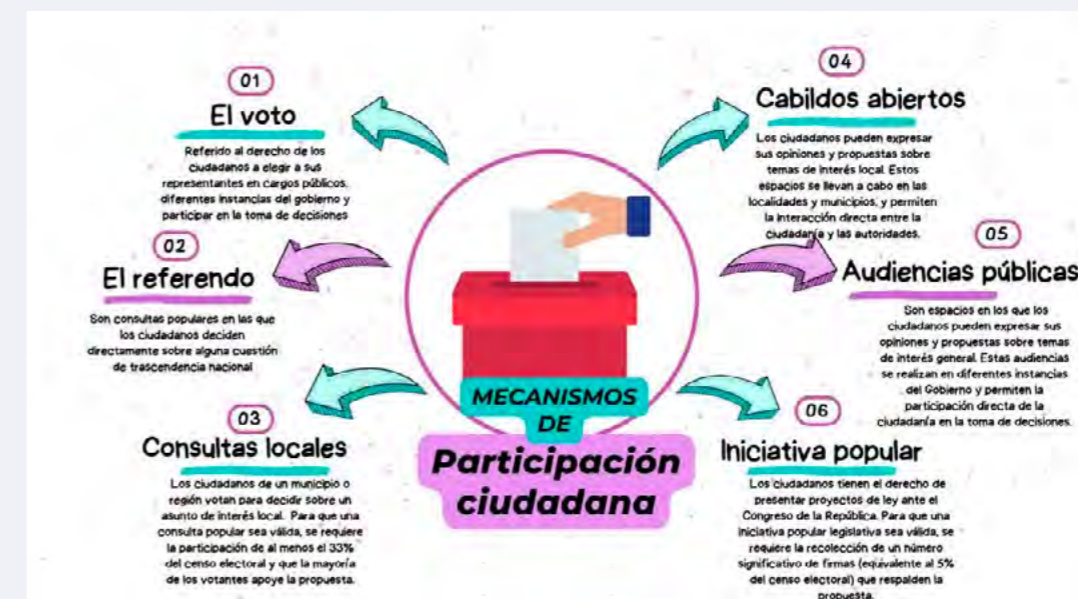 01
El voto
Referido al derecho de los
ciudadanos a elegir a sus
representantes en cargos públicos,
diferentes instancias del gobierno y
participar en la toma de decisiones
02
El referendo
Son consultas populares en las que
los ciudadanos deciden
directamente sobre alguna cuestión
de trascendencia nacional
03
Consultas locales
Los ciudadanos de un municipio o
región votan para decidir sobre un
asunto de interés local. Para que una
consulta popular sea válida, se requiere
la participación de al menos el 33%
del censo electoral y que la mayoría
de los votantes apoye la propuesta.
MECANISMOS
DE
Participación
ciudadana
04
Cabildos abiertos
Los ciudadanos pueden expresar
sus opiniones y propuestas sobre
temas de interés local. Estos
espacios se llevan a cabo en las
localidades y municipios, y permiten
la interacción directa entre la
ciudadanía y las autoridades.
05
Audiencias públicas
Son espacios en los que los
ciudadanos pueden expresar sus
opiniones y propuestas sobre temas
de interés general. Estas audiencias
se realizan en diferentes instancias
del Gobierno y permiten la
participación directa de la
ciudadanía en la toma de decisiones.
06
Iniciativa popular
Los ciudadanos tienen el derecho de
presentar proyectos de ley ante el
Congreso de la República. Para que una
iniciativa popular legislativa sea válida, se
requiere la recolección de un número
significativo de firmas (equivalente al 5%
del censo electoral) que respalden la
propuesta.